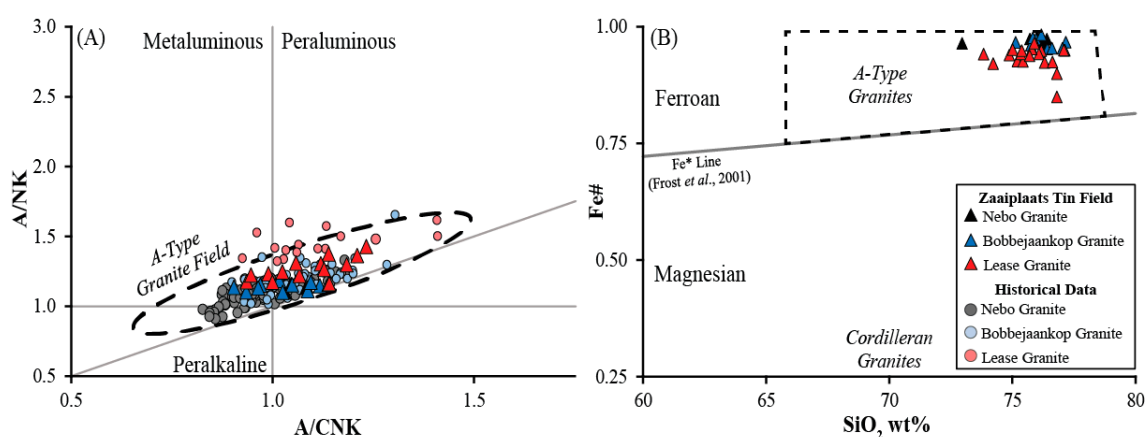 (A)
Metaluminous
Peraluminous
A-Type
Granite Field
Peralkaline
3.0
2.5
2.0
1.5
1.0
0.5
A/NK
0.5
1.0
1.5
A/CNK
(B)
A-Type
Granites
Ferroan
Fe* Line
(Frost et al., 2001)
Magnesian
Cordilleran
Granites
1.00
0.75
0.50
0.25
Fe#
60
65
70
75
80
SiO, wt%
Zaaiplaats Tin Field
Nebo Granite
Bobbejaankop Granite
Lease Granite
Historical Data
Nebo Granite
Bobbejaankop Granite
Lease Granite